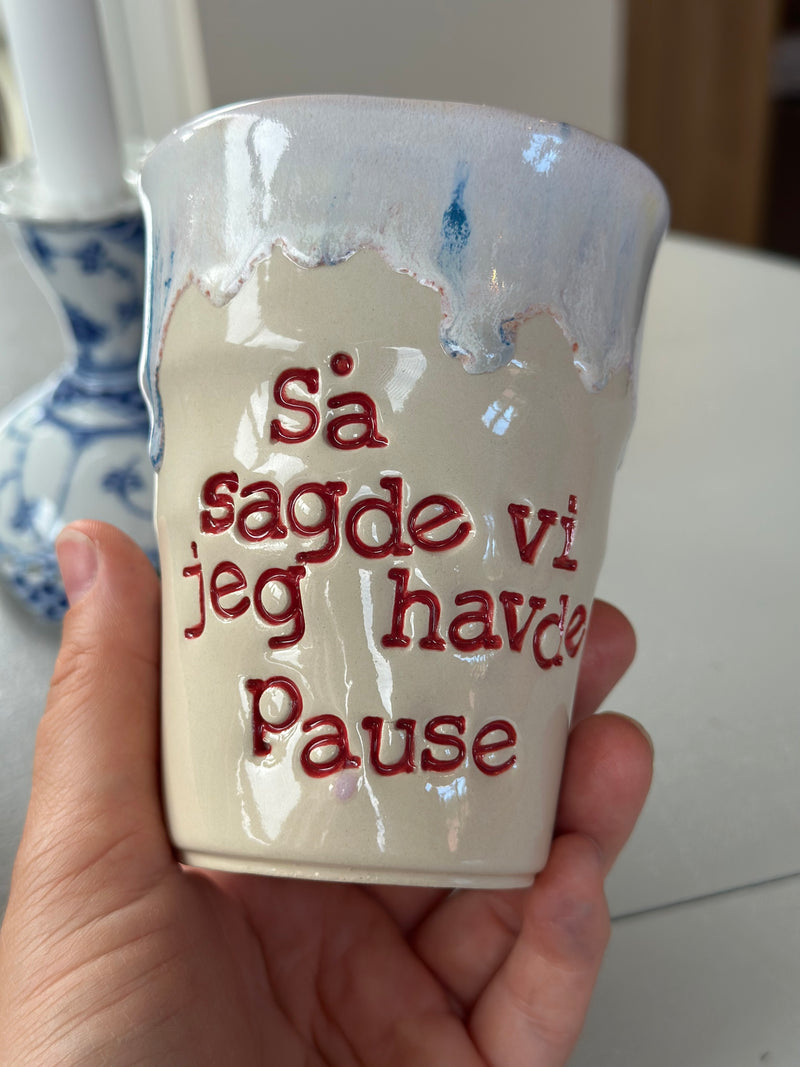 Så
sagde vi
jeg havde
Pause